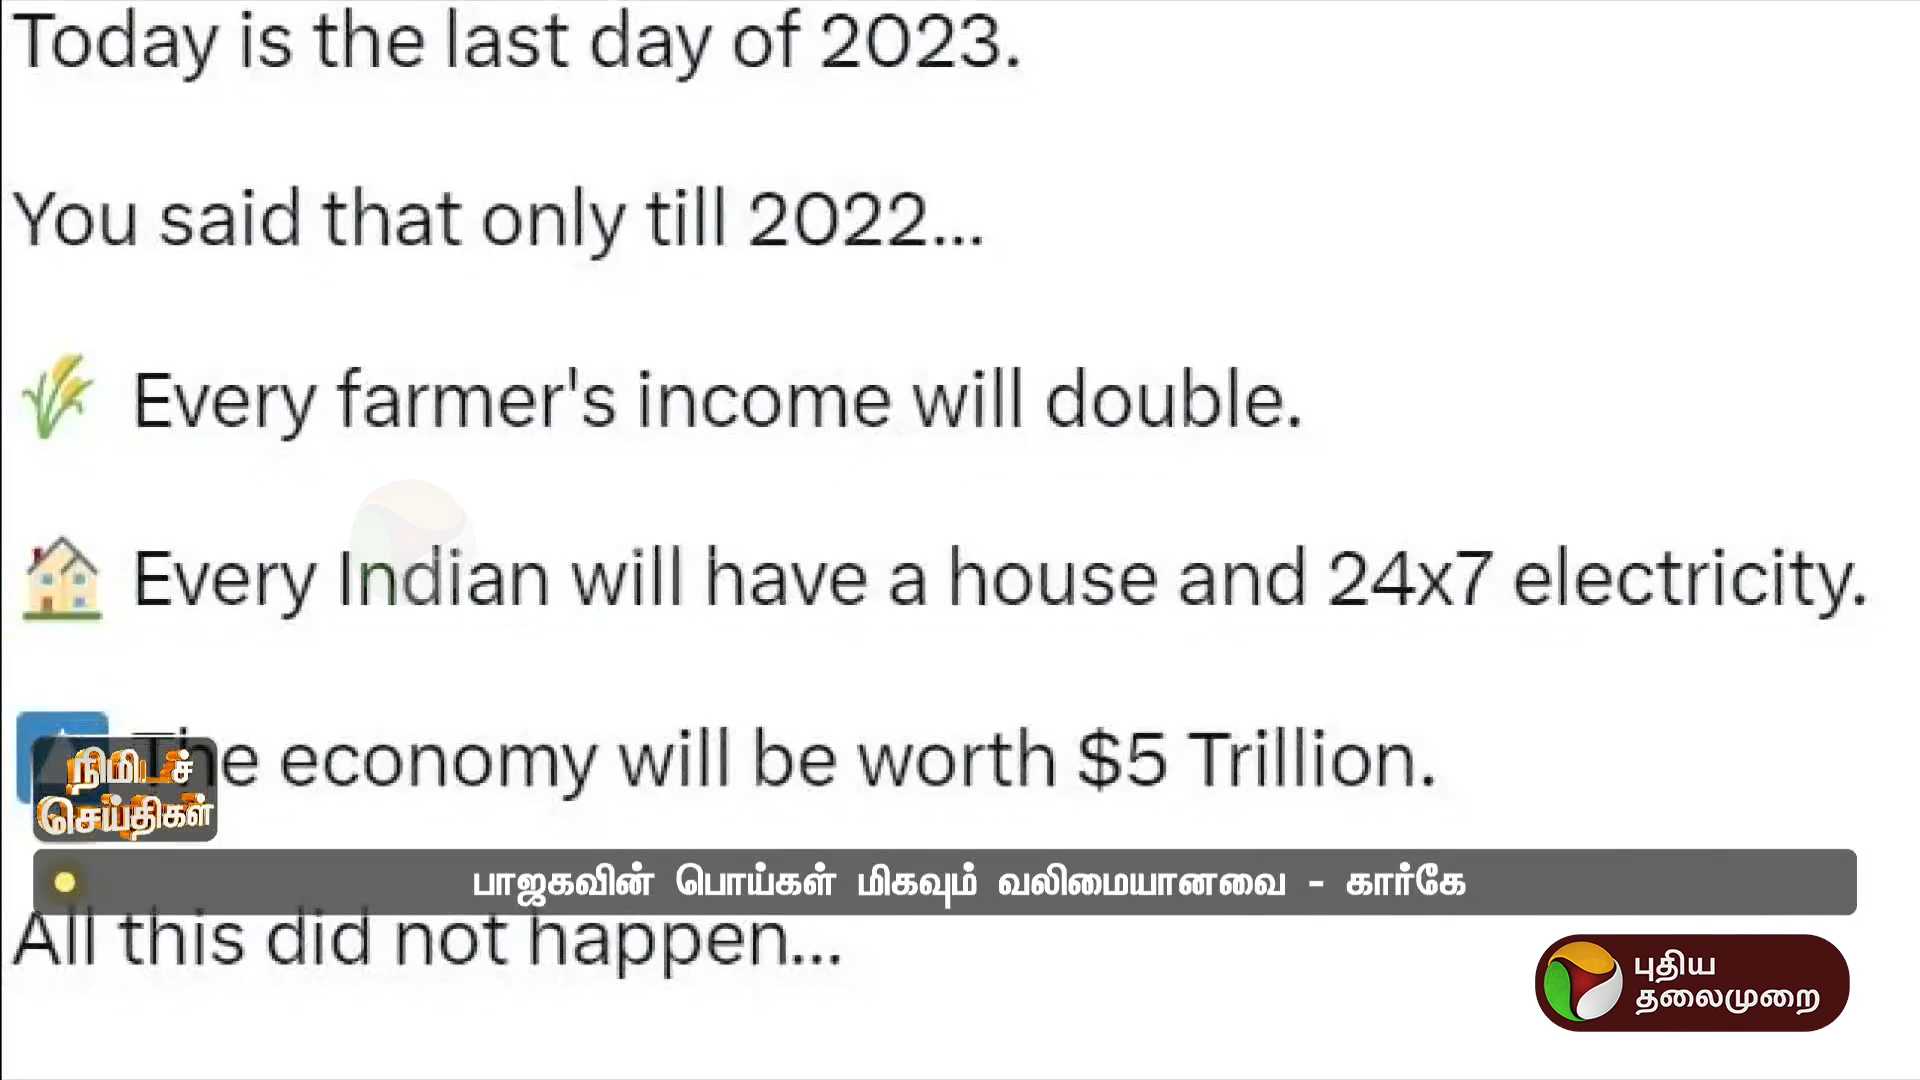 Today is the last day of 2023.
You said that only till 2022...
Every farmer's income will double.
Every Indian will have a house and 24x7 electricity.
The economy will be worth $5 Trillion.
நிமிடச்
செய்திகள்
பாஜகவின் பொய்கள் மிகவும் வலிமையானவை - கார்கே
All this did not happen...
புதிய
தலைமுறை